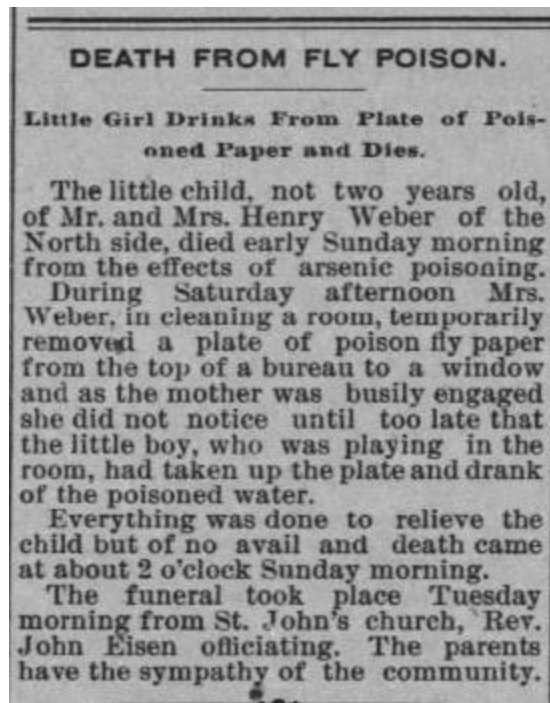 DEATH FROM FLY POISON.
Little Girl Drinks From Plate of Pois-
oned Paper and Dies.
The little child, not two years old,
of Mr. and Mrs. Henry Weber of the
North side, died early Sunday morning
from the effects of arsenic poisoning.
During Saturday afternoon Mrs.
Weber, in cleaning a room, temporarily
removed a plate of poison fly paper
from the top of a bureau to a window
and as the mother was busily engaged
she did not notice until too late that
the little boy, who was playing in the
room, had taken up the plate and drank
of the poisoned water.
Everything was done to relieve the
child but of no avail and death came
at about 2 o'clock Sunday morning.
The funeral took place Tuesday
morning from St. John's church, Rev.
John Eisen officiating. The parents
have the sympathy of the community.